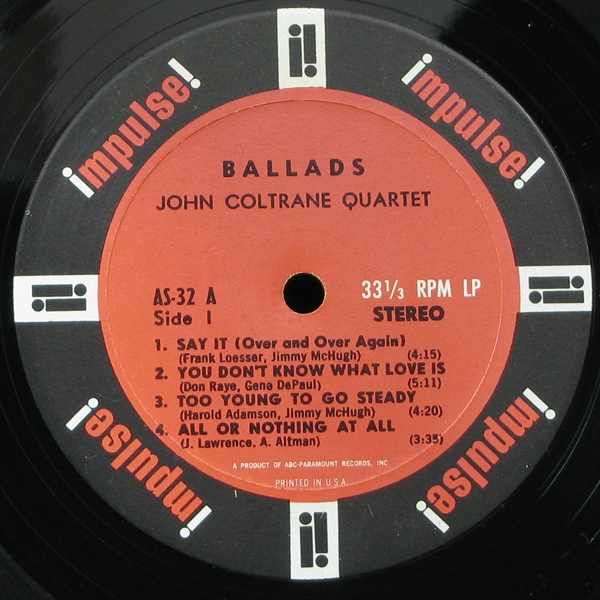 impulse!
impulse!
BALLADS
JOHN COLTRANE QUARTET
AS-32 A
33 1/3 RPM LP
Side 1
STEREO
1. SAY IT (Over and Over Again)
(Frank Loesser, Jimmy McHugh) (4:15)
2. YOU DON'T KNOW WHAT LOVE IS
(Don Raye, Gene DePaul) (5:11)
3. TOO YOUNG TO GO STEADY
(Harold Adamson, Jimmy McHugh) (4:20)
4. ALL OR NOTHING AT ALL
(J. Lawrence, A. Altman) (3:35)
A PRODUCT OF ABC-PARAMOUNT RECORDS, INC
PRINTED IN U.S.A.
impulse!
impulse!